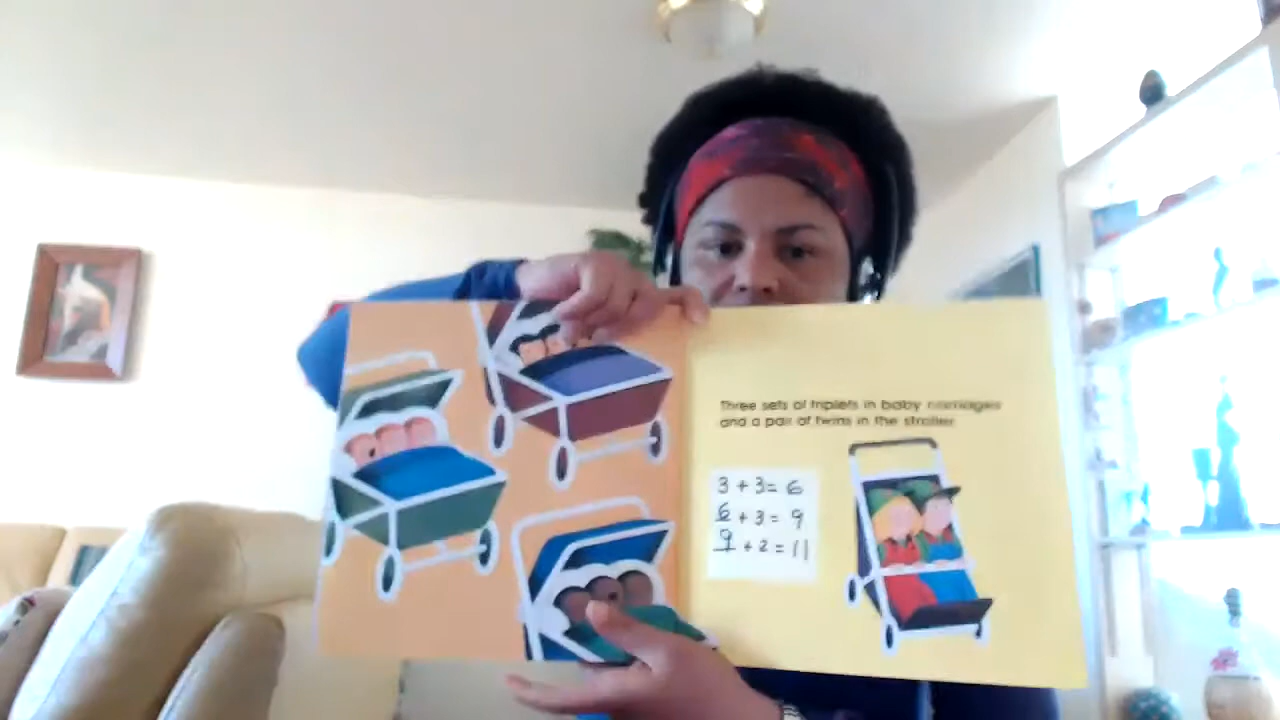 Three sets of triplets in baby carriages
and a pair of twins in the stroller
3 + 3 = 6
6 + 3 = 9
9 + 2 = 11